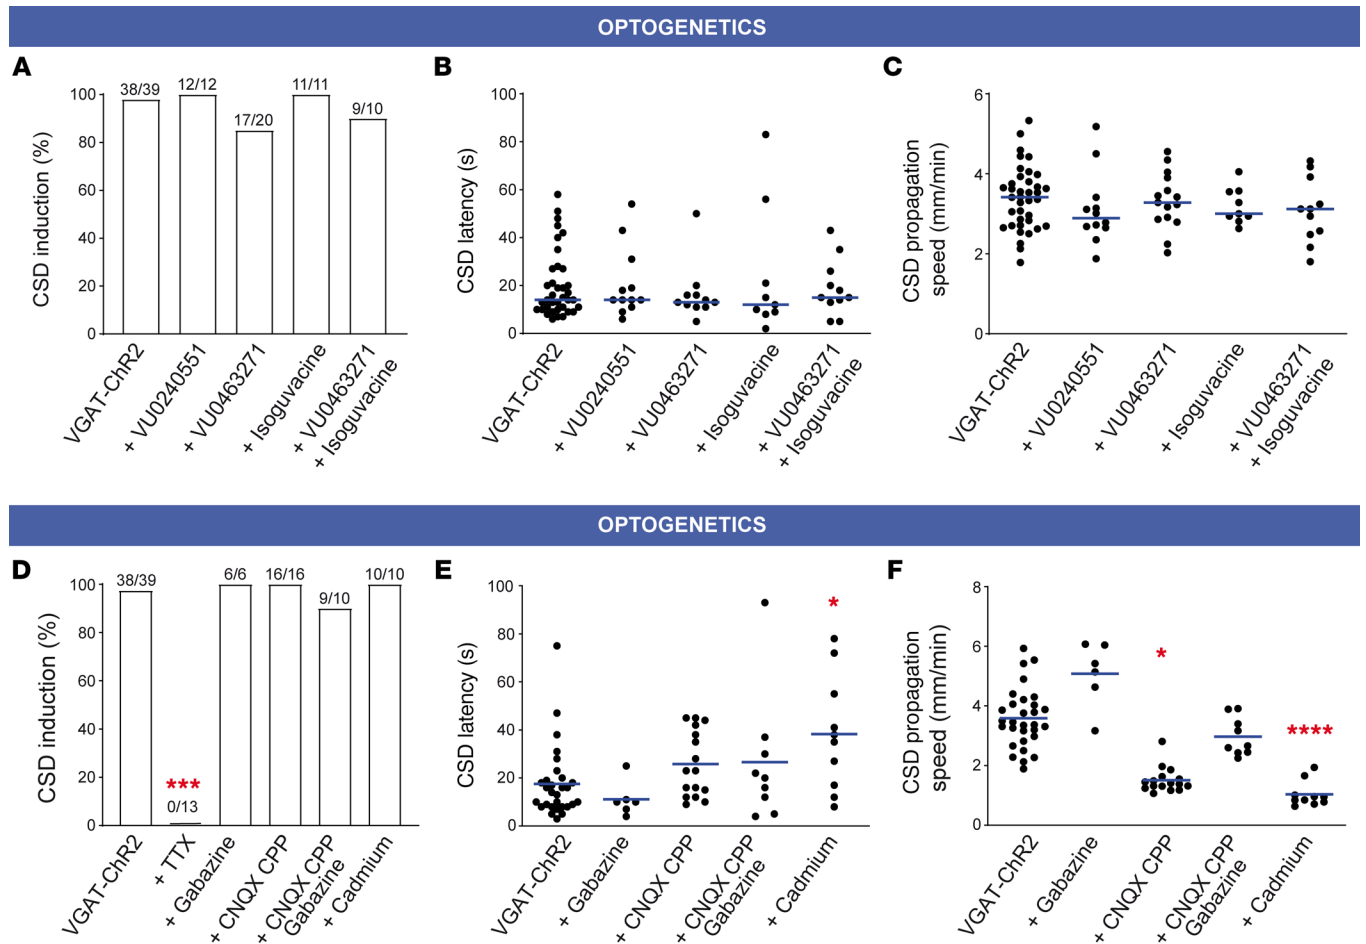 OPTOGENETICS
A
CSD induction (%)
100
80
60
40
20
0
38/39
12/12
17/20
11/11
9/10
VGAT-ChR2
+ VU0240551
+ VU0463271
+ Isoguvacine
+ VU0463271
+ Isoguvacine
B
CSD latency (s)
100
80
60
40
20
0
VGAT-ChR2
+ VU0240551
+ VU0463271
+ Isoguvacine
+ VU0463271
+ Isoguvacine
C
CSD propagation
speed (mm/min)
6
4
2
0
VGAT-ChR2
+ VU0240551
+ VU0463271
+ Isoguvacine
+ VU0463271
+ Isoguvacine
OPTOGENETICS
D
CSD induction (%)
100
80
60
40
20
0
38/39
***
0/13
6/6
16/16
9/10
10/10
VGAT-ChR2
+ TTX
+ Gabazine
+ CNQX CPP
+ CNQX CPP
Gabazine
+ Cadmium
E
CSD latency (s)
100
80
60
40
20
0
*
VGAT-ChR2
+ Gabazine
+ CNQX CPP
+ CNQX CPP
Gabazine
+ Cadmium
F
CSD propagation
speed (mm/min)
8
6
4
2
0
*
****
VGAT-ChR2
+ Gabazine
+ CNQX CPP
+ CNQX CPP
Gabazine
+ Cadmium